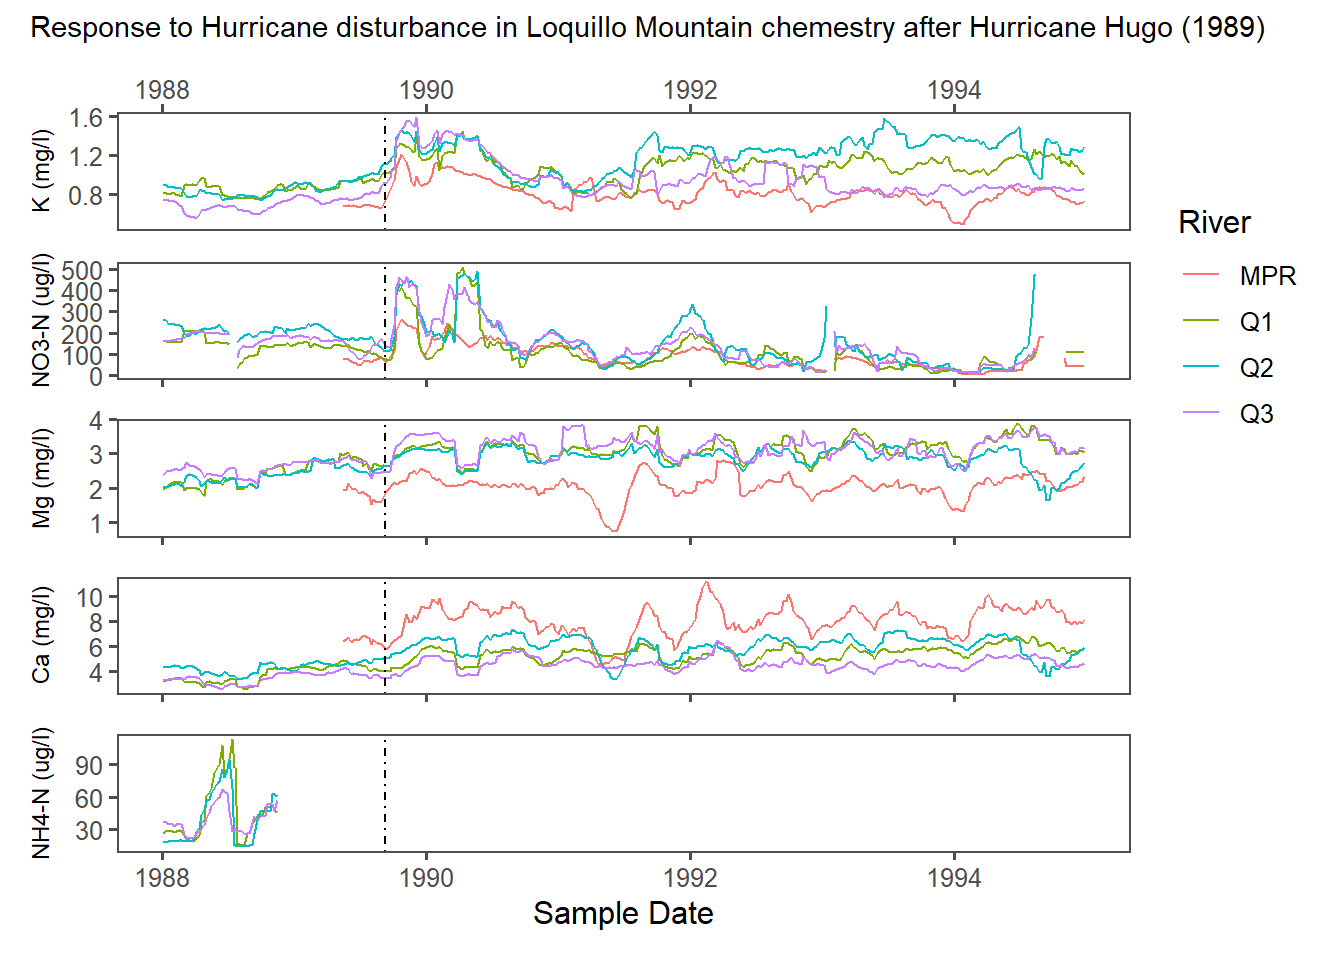 Response to Hurricane disturbance in Loquillo Mountain chemestry after Hurricane Hugo (1989)
1988 1990 1992 1994
K (mg/l)
1.6
1.2
0.8
NO3-N (ug/l)
500
400
300
200
100
0
Mg (mg/l)
4
3
2
1
Ca (mg/l)
10
8
6
4
NH4-N (ug/l)
90
60
30
1988 1990 1992 1994
Sample Date
River
MPR
Q1
Q2
Q3